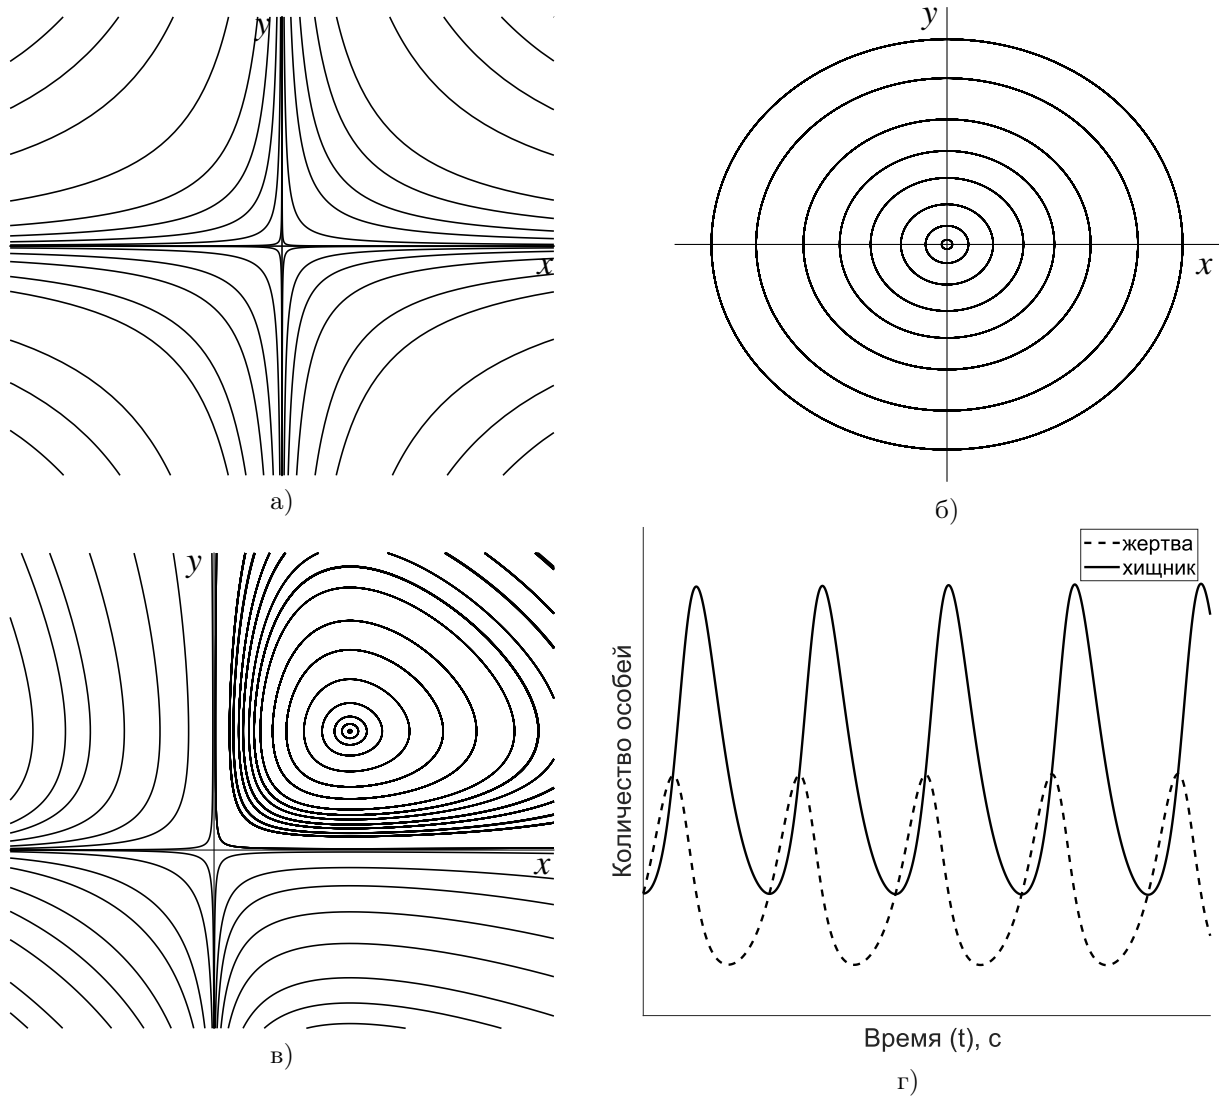 y
x
а)
y
x
б)
y
x
в)
жертва
хищник
Количество особей
Время (t), с
г)